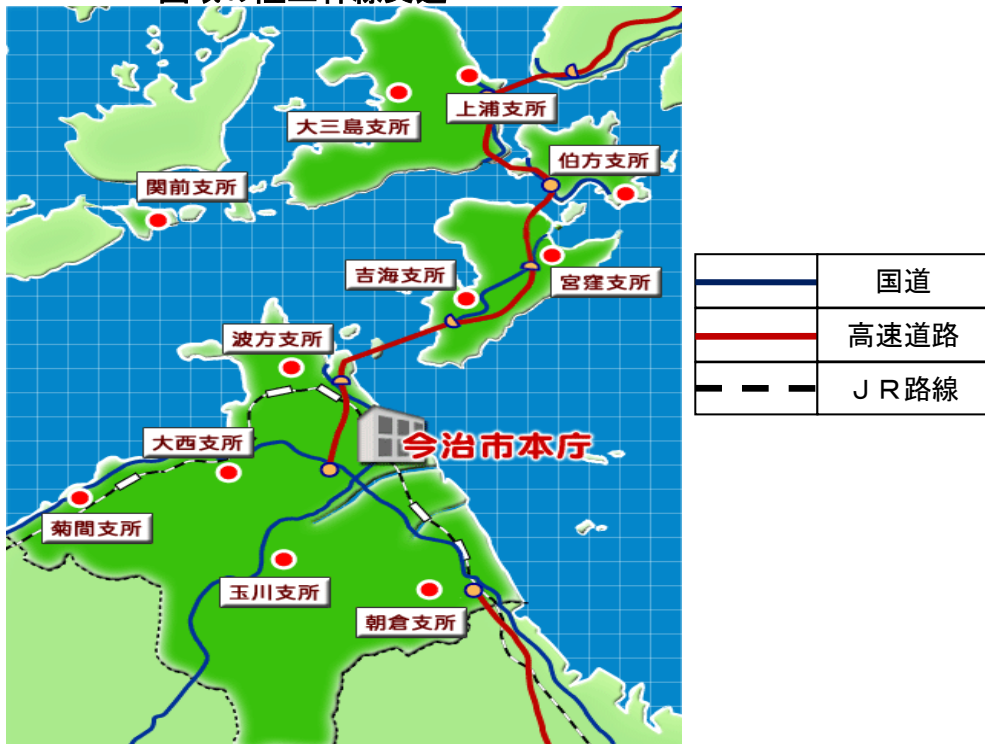 上浦支所
大三島支所
伯方支所
関前支所
吉海支所
宮窪支所
波方支所
今治市本庁
大西支所
菊間支所
玉川支所
朝倉支所
国道
高速道路
ＪＲ路線